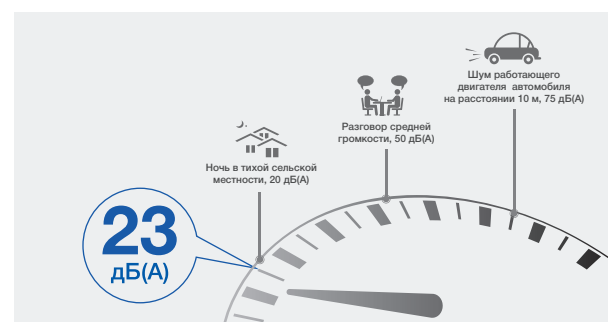 Шум работающего
двигателя автомобиля
на расстоянии 10 м, 75 дБ(А)
Разговор средней
громкости, 50 дБ(А)
Ночь в тихой сельской
местности, 20 дБ(А)
23
дБ(А)